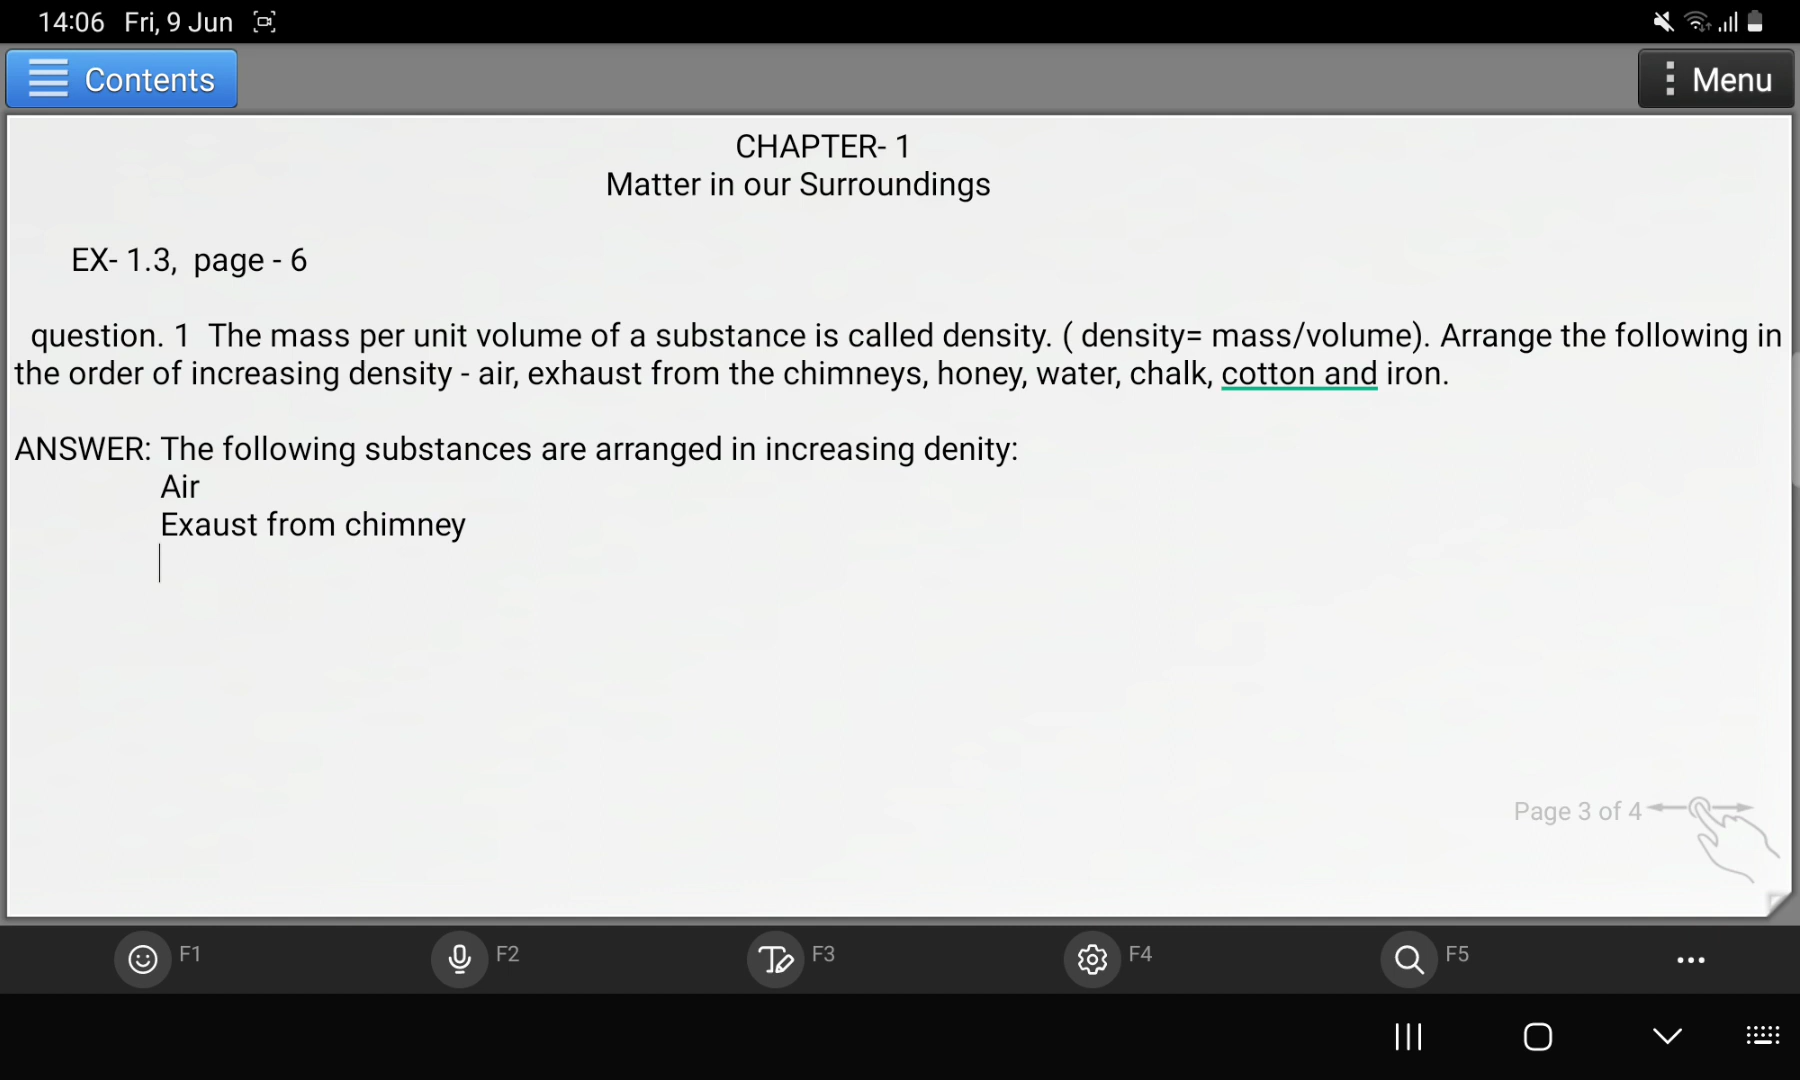 14:06 Fri, 9 Jun
Contents
Menu
CHAPTER- 1
Matter in our Surroundings
EX- 1.3, page - 6
question. 1 The mass per unit volume of a substance is called density. ( density= mass/volume). Arrange the following in
the order of increasing density - air, exhaust from the chimneys, honey, water, chalk, cotton and iron.
ANSWER: The following substances are arranged in increasing denity:
Air
Exaust from chimney
Page 3 of 4
F1 F2 F3 F4 F5